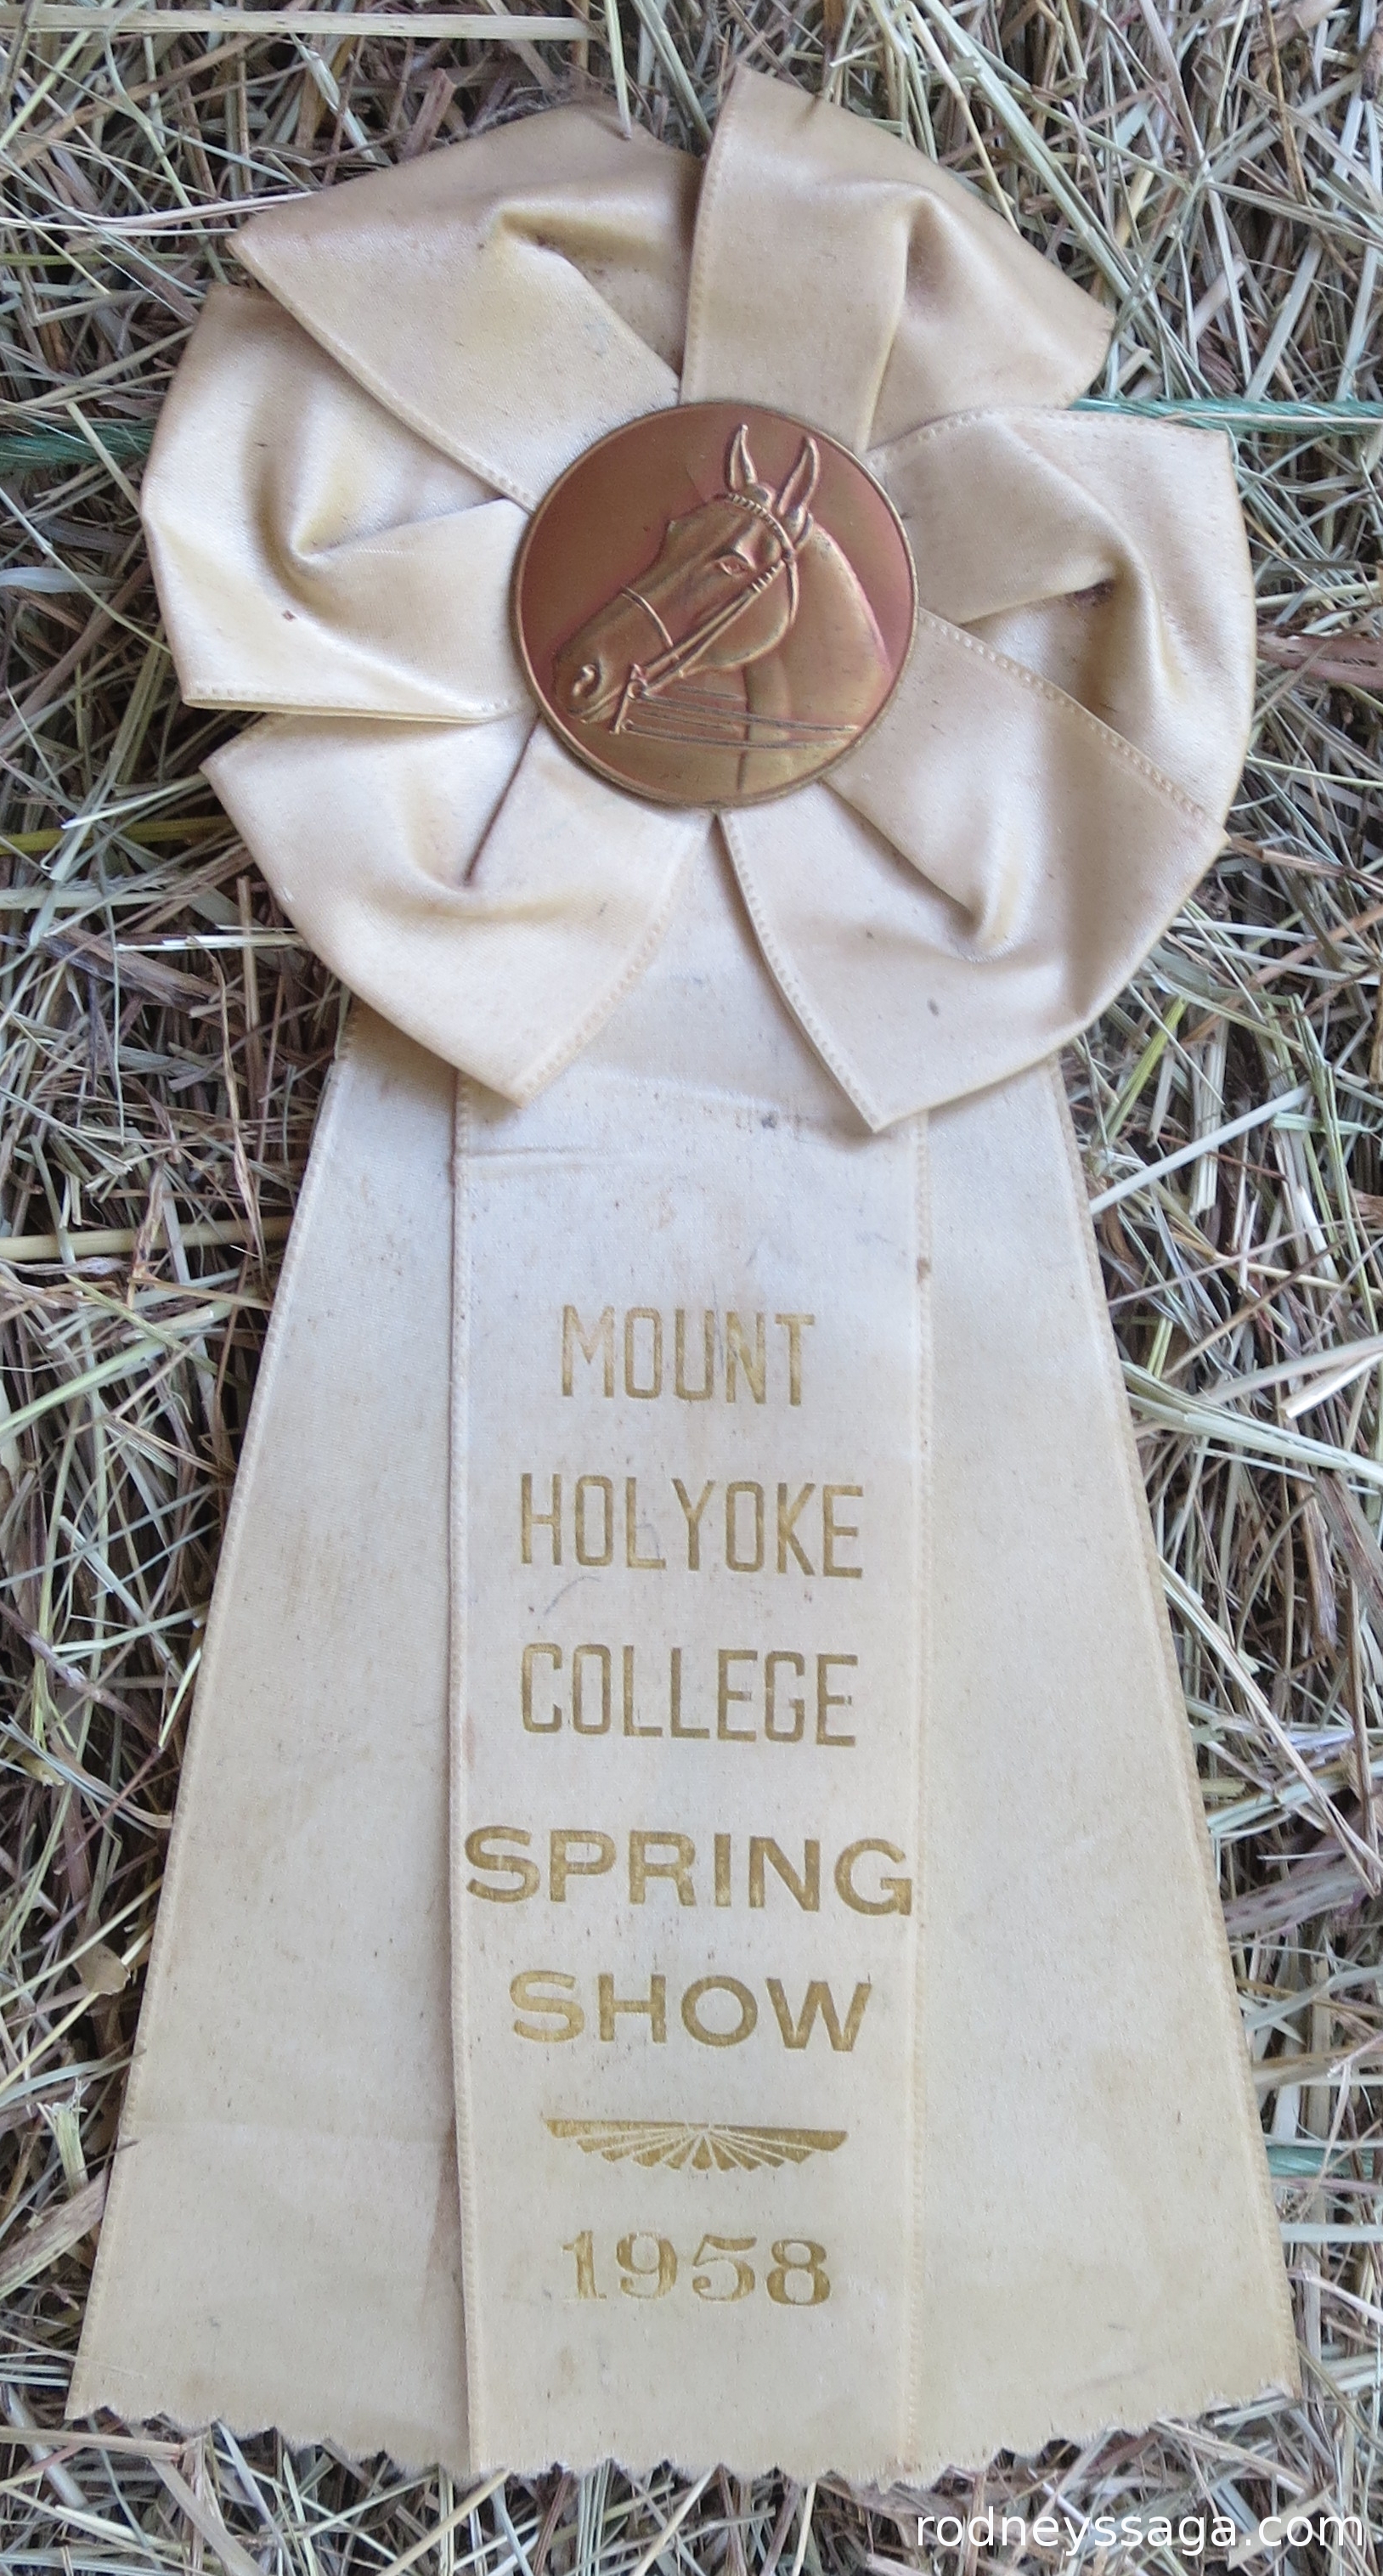 MOUNT
HOLYOKE
COLLEGE
SPRING
SHOW
1958
rodneyssaga.com